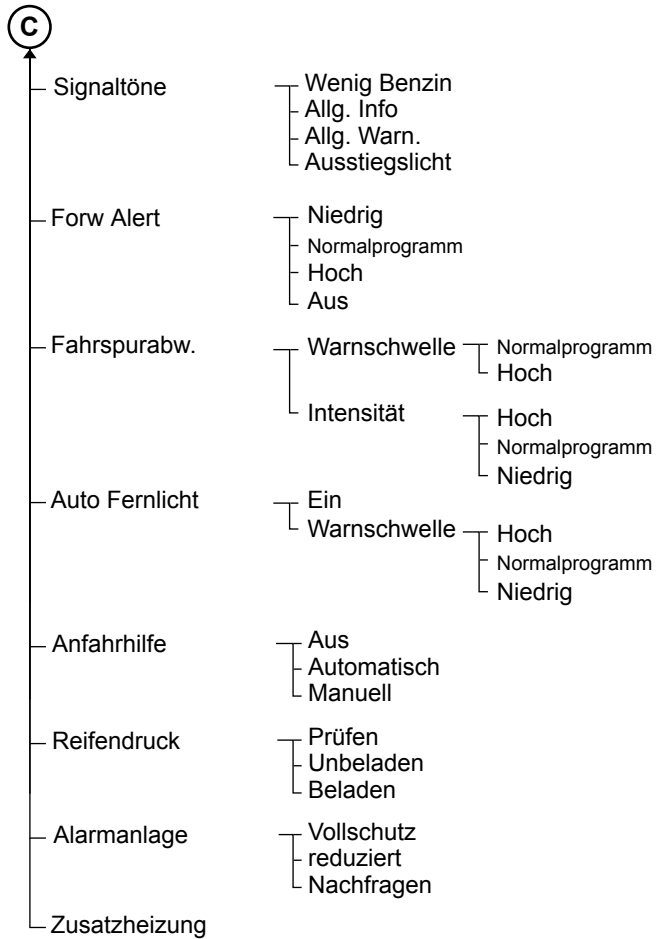 C
Signaltöne
Wenig Benzin
Allg. Info
Allg. Warn.
Ausstiegslicht
Forw Alert
Niedrig
Normalprogramm
Hoch
Aus
Fahrspurabw.
Warnschwelle
Normalprogramm
Hoch
Intensität
Hoch
Normalprogramm
Niedrig
Auto Fernlicht
Ein
Warnschwelle
Hoch
Normalprogramm
Niedrig
Anfahrhilfe
Aus
Automatisch
Manuell
Reifendruck
Prüfen
Unbeladen
Beladen
Alarmanlage
Vollschutz
reduziert
Nachfragen
Zusatzheizung